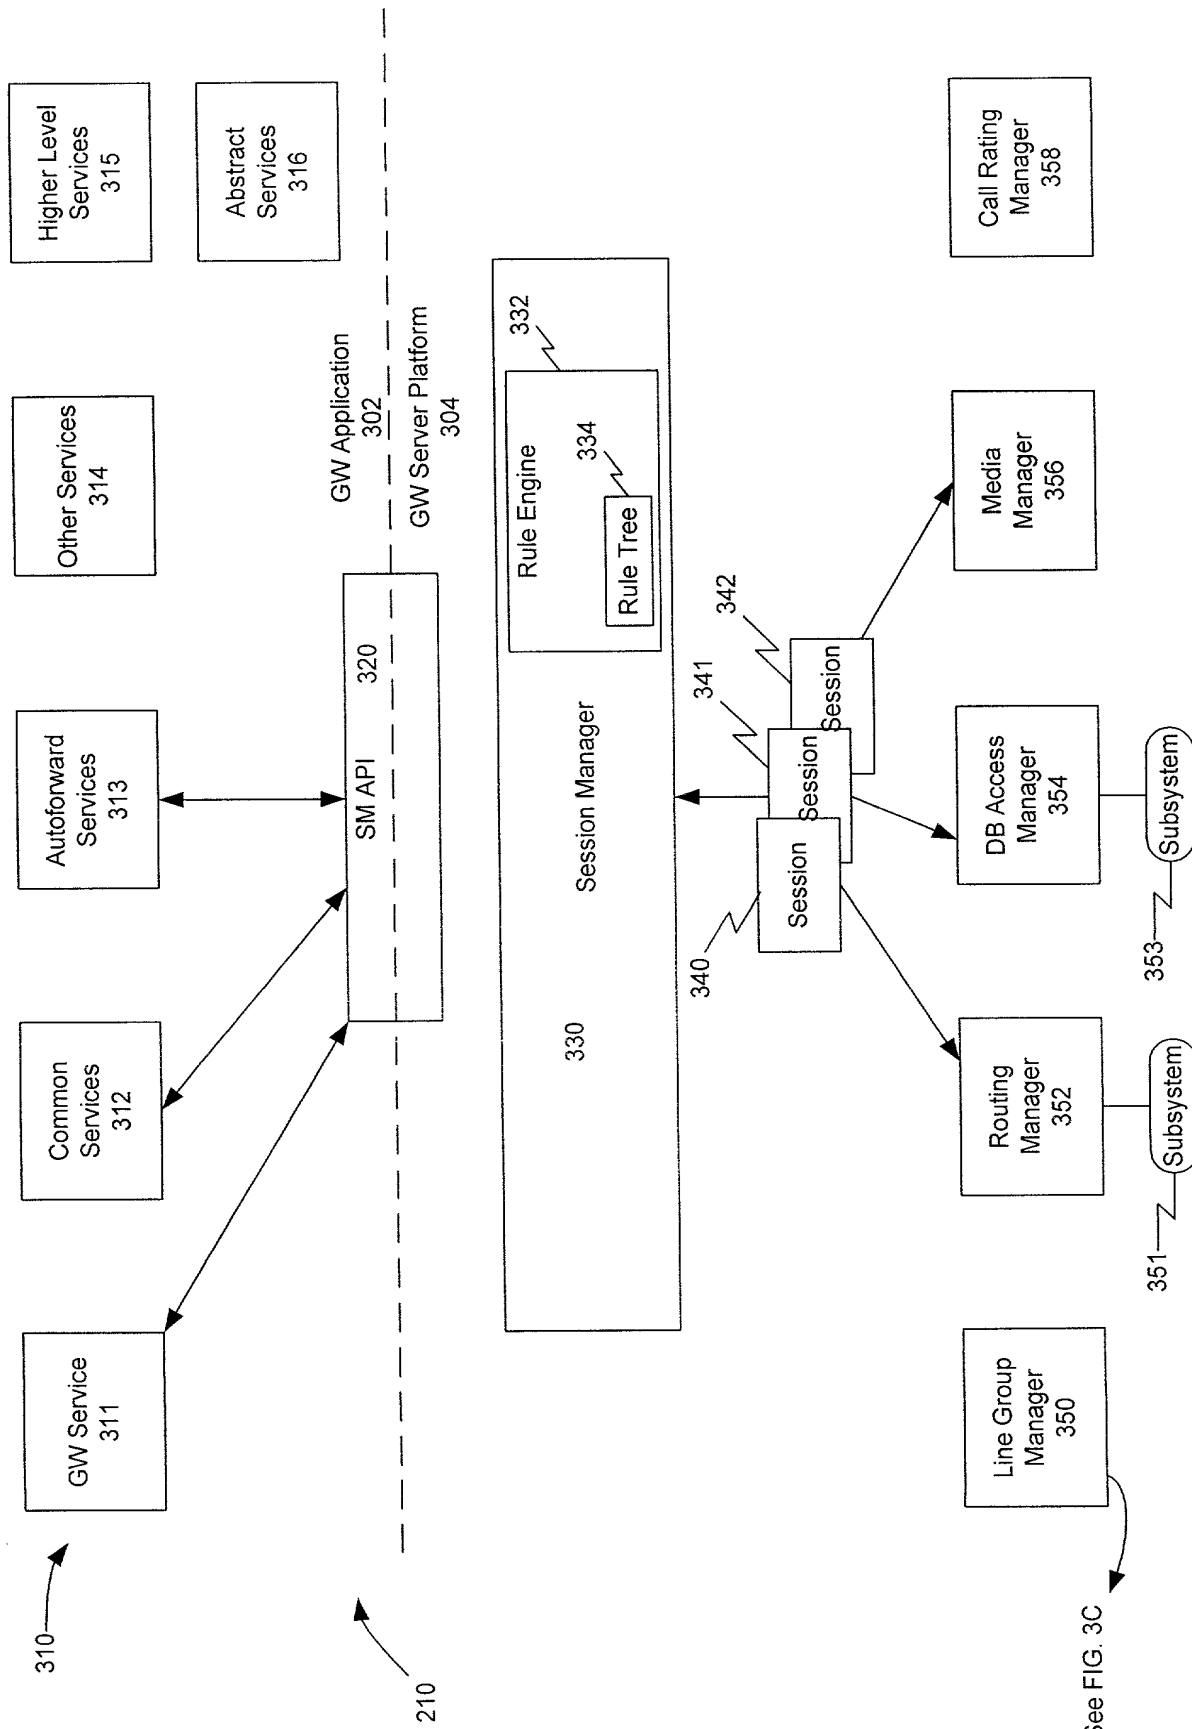 310
GW Service
311
Common
Services
312
Autoforward
Services
313
Other Services
314
Higher Level
Services
315
Abstract
Services
316
210
GW Application
302
GW Server Platform
304
SM API 320
330
Session Manager
Rule Engine
332
Rule Tree
334
340
Session
341
Session
342
Session
Line Group
Manager
350
See FIG. 3C
Routing
Manager
352
351
Subsystem
DB Access
Manager
354
353
Subsystem
Media
Manager
356
Call Rating
Manager
358